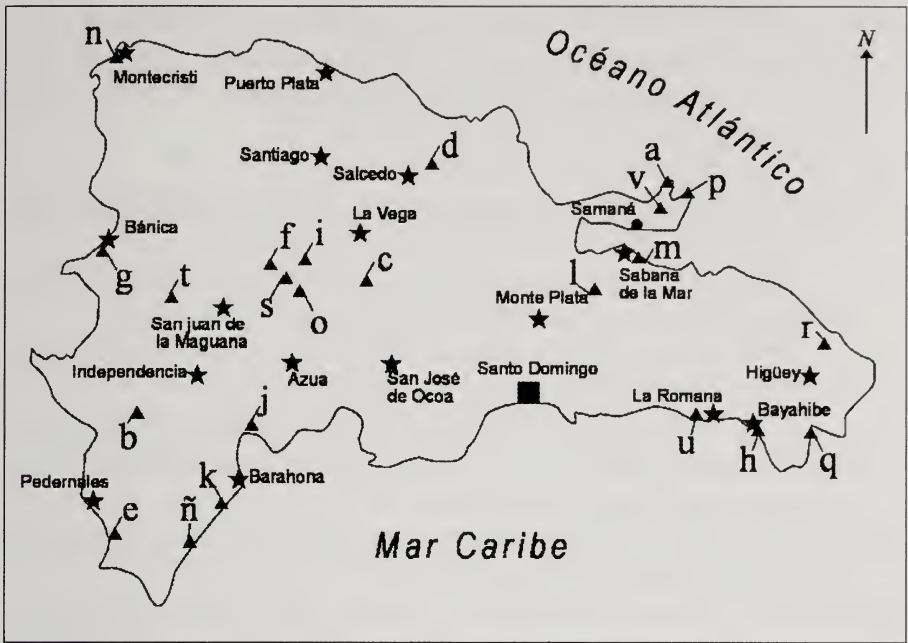 n
Montecristi
Puerto Plata
Océano Atlántico
N
Santiago
Salcedo
d
a
p
v
Samaná
La Vega
Bánica
g
t
f
i
s
o
c
San juan de
la Maguana
m
Sabana
de la Mar
l
Monte Plata
r
Independencia
Azua
San José
de Ocoa
Santo Domingo
La Romana
Higüey
Bayahibe
b
j
u
h
q
Pedernales
e
k
Barahona
ñ
Mar Caribe